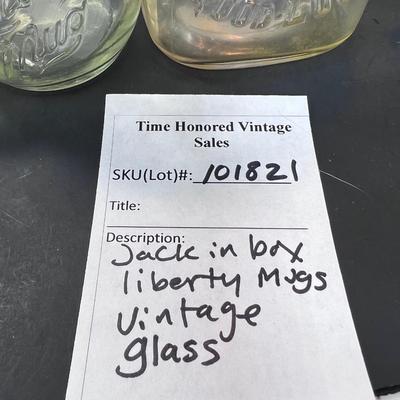 Time Honored Vintage
Sales
SKU(Lot)#: 101821
Title:
Description:
Jack in box
liberty Mugs
Vintage
glass